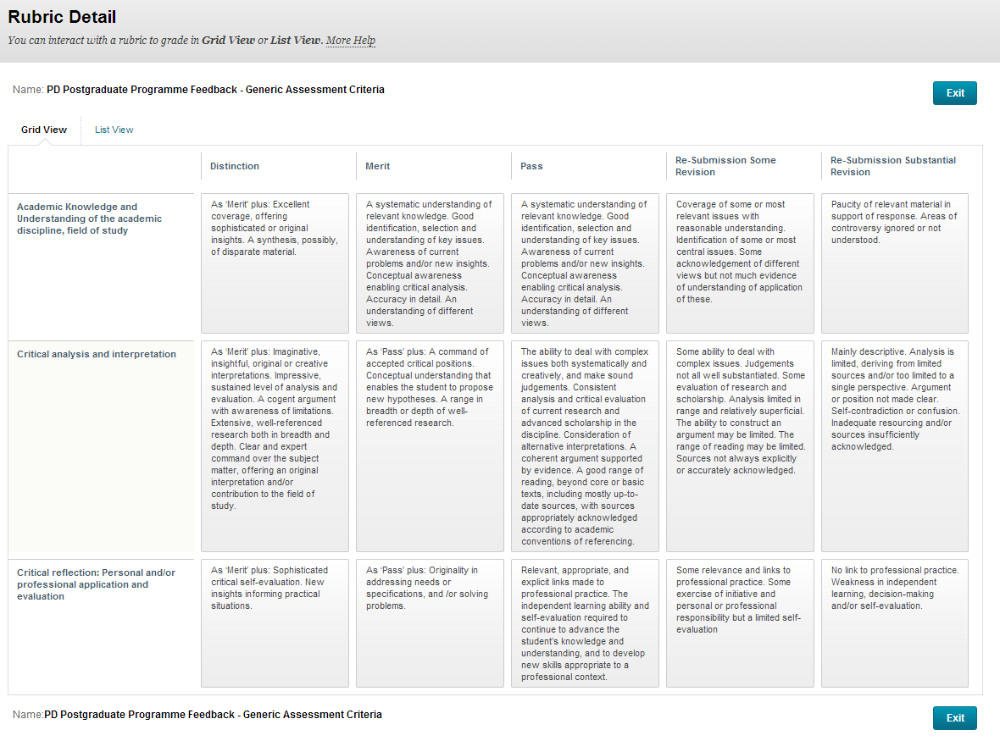 Rubric Detail
You can interact with a rubric to grade in Grid View or List View. More Help
Name: PD Postgraduate Programme Feedback - Generic Assessment Criteria
Exit
Grid View
List View
Distinction
Merit
Pass
Re-Submission Some
Revision
Re-Submission Substantial
Revision
Academic Knowledge and
Understanding of the academic
discipline, field of study
As ‘Merit’ plus: Excellent
coverage, offering
sophisticated or original
insights. A synthesis, possibly,
of disparate material.
A systematic understanding of
relevant knowledge. Good
identification, selection and
understanding of key issues.
Awareness of current
problems and/or new insights.
Conceptual awareness
enabling critical analysis.
Accuracy in detail. An
understanding of different
views.
A systematic understanding of
relevant knowledge. Good
identification, selection and
understanding of key issues.
Awareness of current
problems and/or new insights.
Conceptual awareness
enabling critical analysis.
Accuracy in detail. An
understanding of different
views.
Coverage of some or most
relevant issues with
reasonable understanding.
Identification of some or most
central issues. Some
acknowledgement of different
views but not much evidence
of understanding of application
of these.
Paucity of relevant material in
support of response. Areas of
controversy ignored or not
understood.
Critical analysis and interpretation
As ‘Merit’ plus: Imaginative,
insightful, original or creative
interpretations. Impressive,
sustained level of analysis and
evaluation. A cogent argument
with awareness of limitations.
Extensive, well-referenced
research both in breadth and
depth. Clear and expert
command over the subject
matter, offering an original
interpretation and/or
contribution to the field of
study.
As ‘Pass’ plus: A command of
accepted critical positions.
Conceptual understanding that
enables the student to propose
new hypotheses. A range in
breadth or depth of well-
referenced research.
The ability to deal with complex
issues both systematically and
creatively, and make sound
judgements. Consistent
analysis and critical evaluation
of current research and
advanced scholarship in the
discipline. Consideration of
alternative interpretations. A
coherent argument supported
by evidence. A good range of
reading, beyond core or basic
texts, including mostly up-to-
date sources, with sources
appropriately acknowledged
according to academic
conventions of referencing.
Some ability to deal with
complex issues. Judgements
not all well substantiated. Some
evaluation of research and
scholarship. Analysis limited in
range and relatively superficial.
The ability to construct an
argument may be limited. The
range of reading may be limited.
Sources not always explicitly
or accurately acknowledged.
Mainly descriptive. Analysis is
limited, deriving from limited
sources and/or too limited to a
single perspective. Argument
or position not made clear.
Self-contradiction or confusion.
Inadequate resourcing and/or
sources insufficiently
acknowledged.
Critical reflection: Personal and/or
professional application and
evaluation
As ‘Merit’ plus: Sophisticated
critical self-evaluation. New
insights informing practical
situations.
As ‘Pass’ plus: Originality in
addressing needs or
specifications, and /or solving
problems.
Relevant, appropriate, and
explicit links made to
professional practice. The
independent learning ability and
self-evaluation required to
continue to advance the
student's knowledge and
understanding, and to develop
new skills appropriate to a
professional context.
Some relevance and links to
professional practice. Some
exercise of initiative and
personal or professional
responsibility but a limited self-
evaluation
No link to professional practice.
Weakness in independent
learning, decision-making
and/or self-evaluation.
Name:PD Postgraduate Programme Feedback - Generic Assessment Criteria
Exit